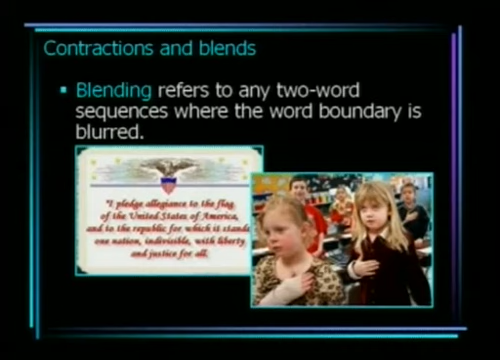 Contractions and blends
▪ Blending refers to any two-word
sequences where the word boundary is
blurred.
"I pledge allegiance to the flag
of the United States of America,
and to the republic for which it stands
one nation, indivisible, with liberty
and justice for all.